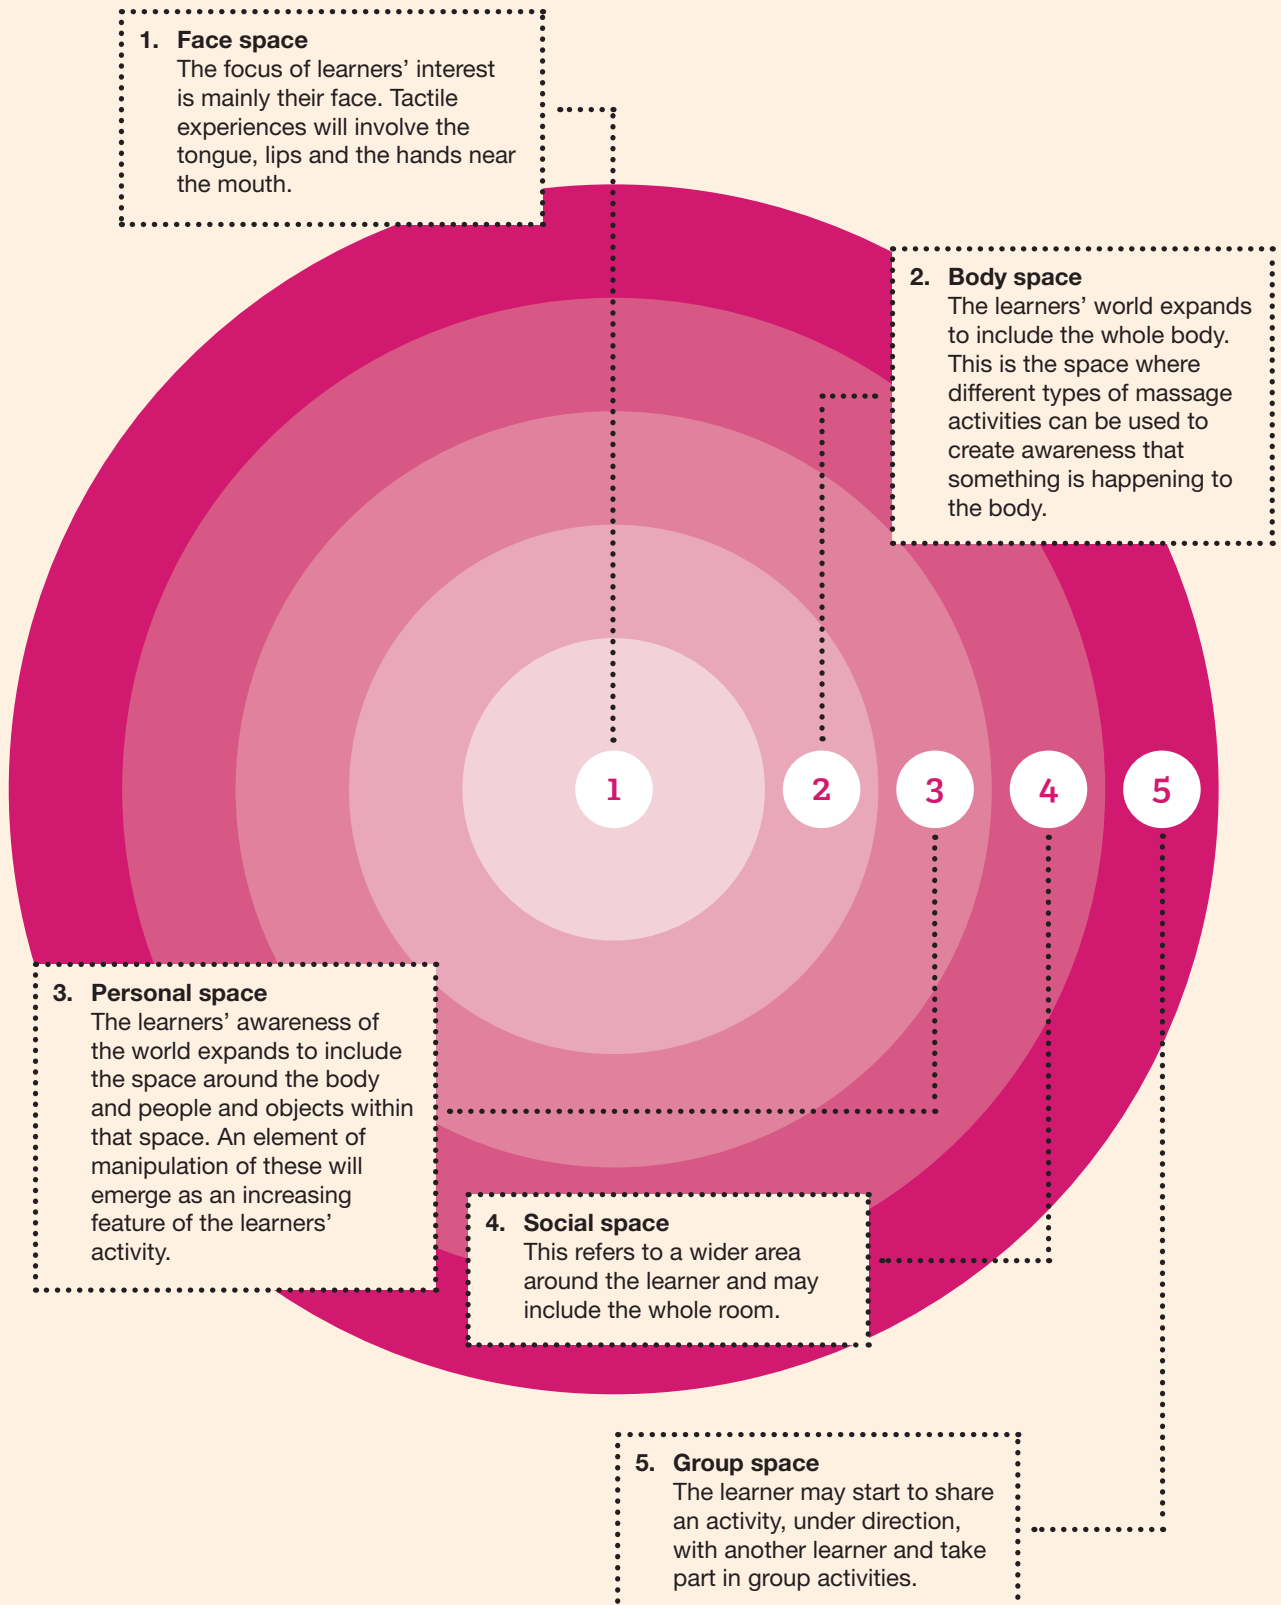 1. Face space
The focus of learners’ interest
is mainly their face. Tactile
experiences will involve the
tongue, lips and the hands near
the mouth.
2. Body space
The learners’ world expands
to include the whole body.
This is the space where
different types of massage
activities can be used to
create awareness that
something is happening to
the body.
1 2 3 4 5
3. Personal space
The learners’ awareness of
the world expands to include
the space around the body
and people and objects within
that space. An element of
manipulation of these will
emerge as an increasing
feature of the learners’
activity.
4. Social space
This refers to a wider area
around the learner and may
include the whole room.
5. Group space
The learner may start to share
an activity, under direction,
with another learner and take
part in group activities.